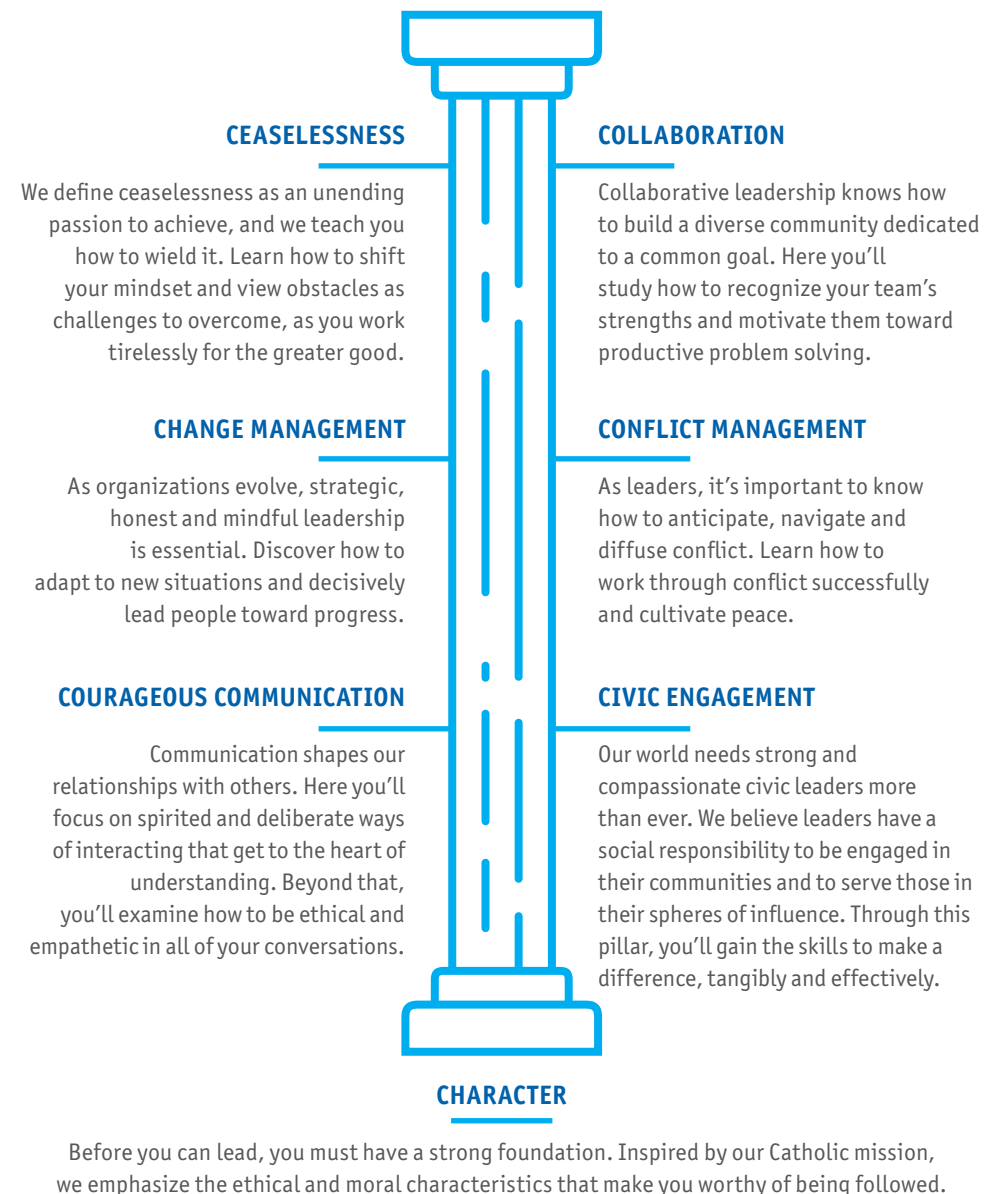 CEASELESSNESS
We define ceaselessness as an unending
passion to achieve, and we teach you
how to wield it. Learn how to shift
your mindset and view obstacles as
challenges to overcome, as you work
tirelessly for the greater good.
COLLABORATION
Collaborative leadership knows how
to build a diverse community dedicated
to a common goal. Here you’ll
study how to recognize your team’s
strengths and motivate them toward
productive problem solving.
CHANGE MANAGEMENT
As organizations evolve, strategic,
honest and mindful leadership
is essential. Discover how to
adapt to new situations and decisively
lead people toward progress.
CONFLICT MANAGEMENT
As leaders, it’s important to know
how to anticipate, navigate and
diffuse conflict. Learn how to
work through conflict successfully
and cultivate peace.
COURAGEOUS COMMUNICATION
Communication shapes our
relationships with others. Here you’ll
focus on spirited and deliberate ways
of interacting that get to the heart of
understanding. Beyond that,
you’ll examine how to be ethical and
empathetic in all of your conversations.
CIVIC ENGAGEMENT
Our world needs strong and
compassionate civic leaders more
than ever. We believe leaders have a
social responsibility to be engaged in
their communities and to serve those in
their spheres of influence. Through this
pillar, you’ll gain the skills to make a
difference, tangibly and effectively.
CHARACTER
Before you can lead, you must have a strong foundation. Inspired by our Catholic mission,
we emphasize the ethical and moral characteristics that make you worthy of being followed.